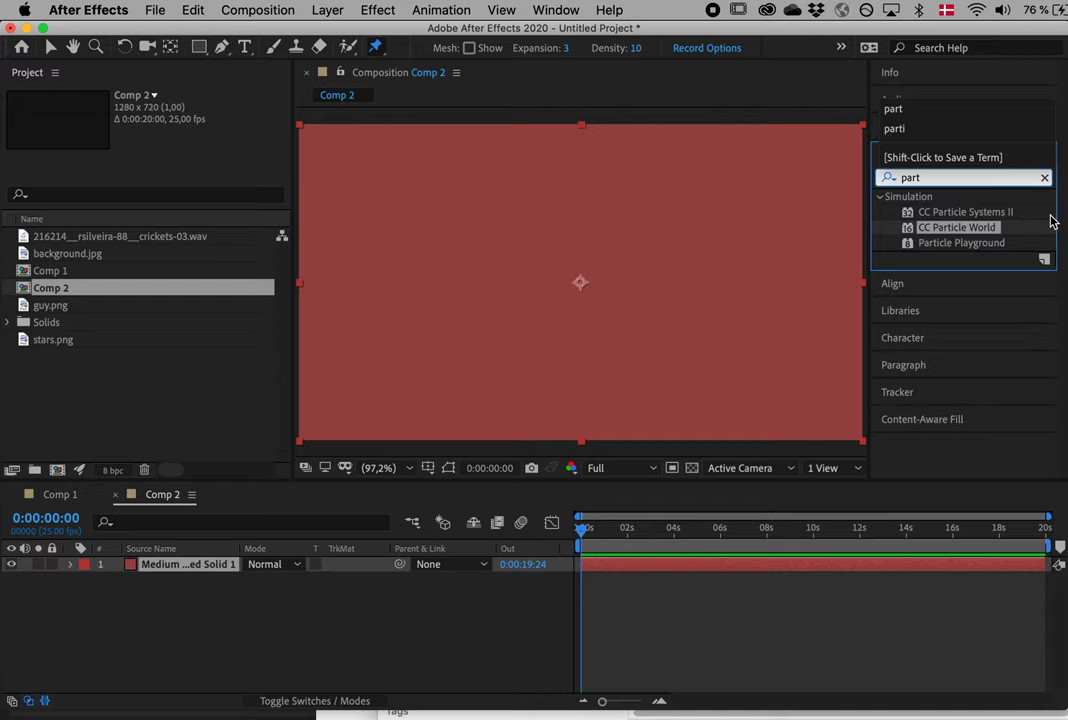 After Effects File Edit Composition Layer Effect Animation View Window Help 76 %
Adobe After Effects 2020 - Untitled Project *
Mesh: Show Expansion: 3 Density: 10 Record Options » Search Help
Project
Composition Comp 2
Info
Comp 2
Comp 2
1280 x 720 (1,00)
Δ 0:00:20:00, 25,00 fps
part
parti
[Shift-Click to Save a Term]
part
Simulation
32 CC Particle Systems II
16 CC Particle World
8 Particle Playground
Name
216214__rsilveira-88__crickets-03.wav
background.jpg
Comp 1
Comp 2
guy.png
Solids
stars.png
Align
Libraries
Character
Paragraph
Tracker
Content-Aware Fill
8 bpc
(97,2%) 0:00:00:00 Full Active Camera 1 View
Comp 1 Comp 2
0:00:00:00
00000 (25.00 fps)
:00s 02s 04s 06s 08s 10s 12s 14s 16s 18s 20s
# Source Name Mode T TrkMat Parent & Link Out
1 Medium ...ed Solid 1 Normal None 0:00:19:24
Toggle Switches / Modes
Tags